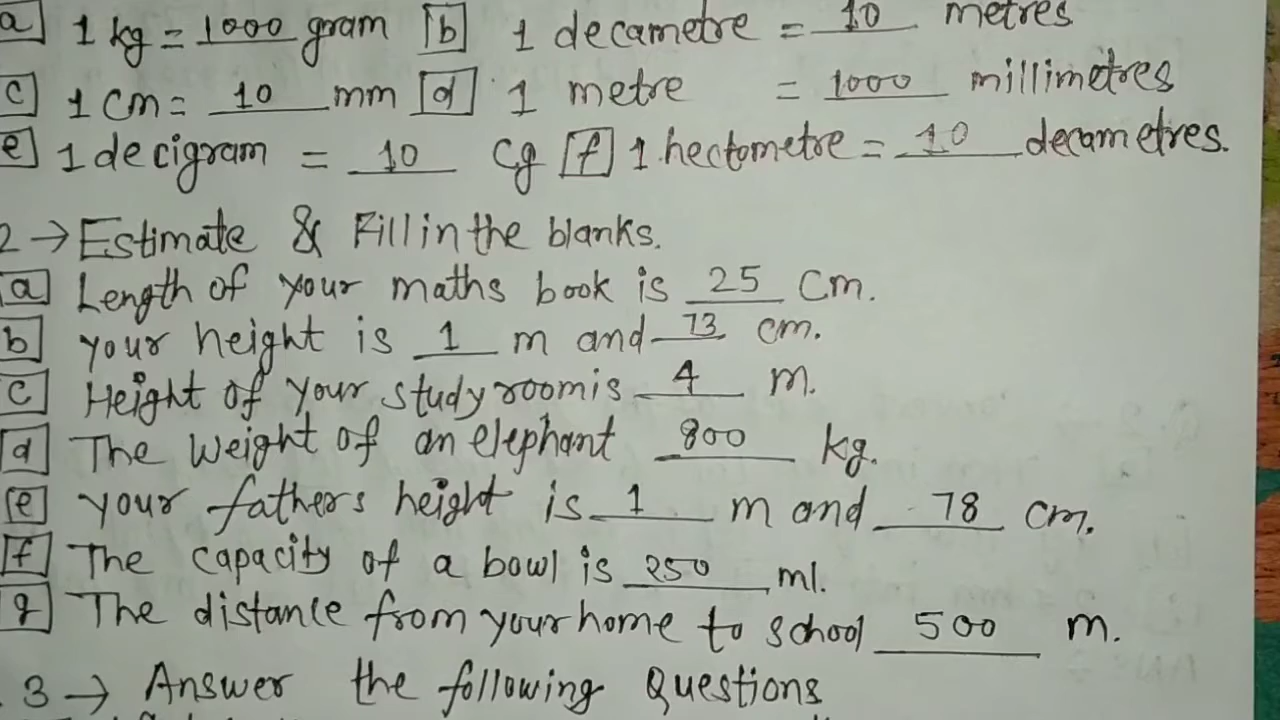 a 1 kg = 1000 gram b 1 decametre = 10 metres
c 1 cm = 10 mm d 1 metre = 1000 millimetres
e 1 decigram = 10 cg f 1 hectometre = 10 decametres.
2 → Estimate & Fill in the blanks.
a Length of your maths book is 25 cm.
b your height is 1 m and 73 cm.
c Height of your study room is 4 m.
d The weight of an elephant 800 kg.
e your fathers height is 1 m and 78 cm.
f The capacity of a bowl is 250 ml.
g The distance from your home to school 500 m.
3 → Answer the following Questions